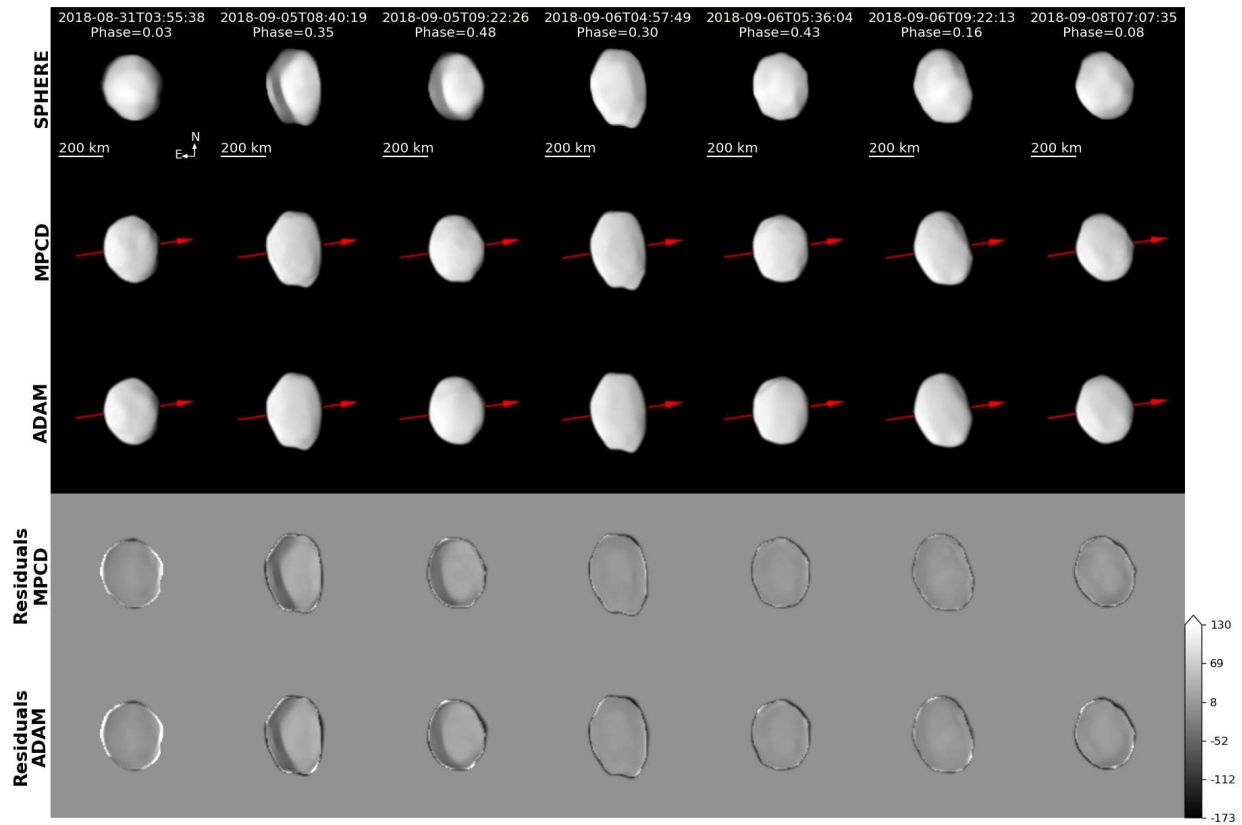 2018-08-31T03:55:38 2018-09-05T08:40:19 2018-09-05T09:22:26 2018-09-06T04:57:49 2018-09-06T05:36:04 2018-09-06T09:22:13 2018-09-08T07:07:35
Phase=0.03 Phase=0.35 Phase=0.48 Phase=0.30 Phase=0.43 Phase=0.16 Phase=0.08
SPHERE
N
E
200 km 200 km 200 km 200 km 200 km 200 km 200 km
MPCD
ADAM
Residuals
MPCD
Residuals
ADAM
130
69
8
-52
-112
-173